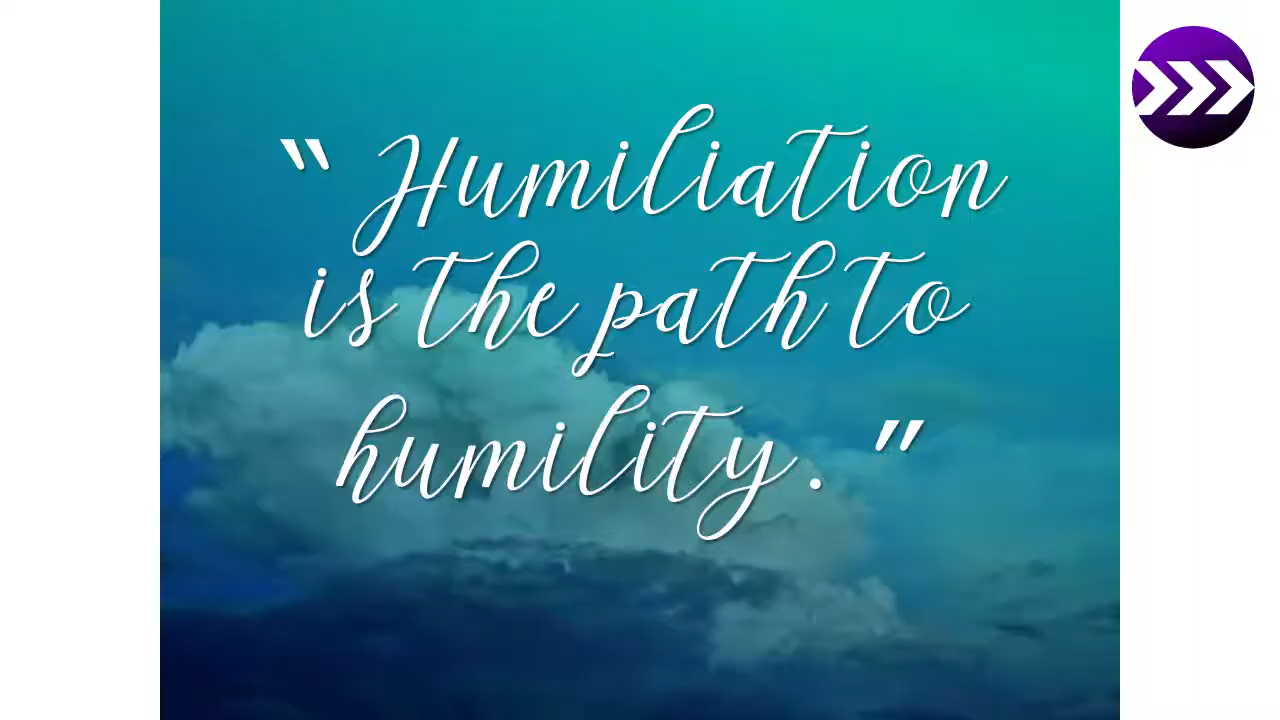 “ Humiliation
is the path to
humility. ”